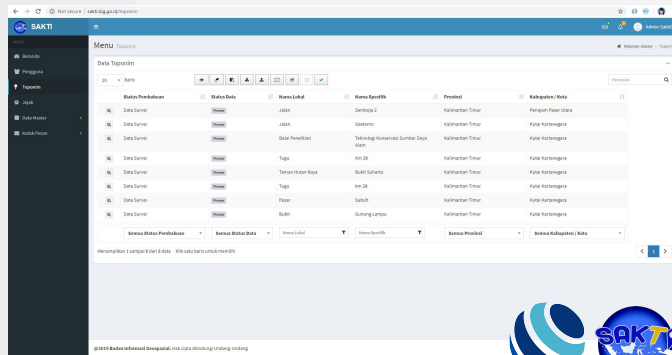 Not secure | sakti.big.go.id/toponim
SAKTI
Admin Sakti
MENU
Menu Toponim
Halaman Utama
Beranda
Pengguna
Toponim
Jejak
Data Master
Kotak Pesan
Data Toponim
10 baris
Pencarian
Status Pembakuan Status Data Nama Lokal Nama Spesifik Provinsi Kabupaten / Kota
Data Survei Proses Jalan Semboja 2 Kalimantan Timur Penajam Paser Utara
Data Survei Proses Jalan Soetomo Kalimantan Timur Kutai Kartanegara
Data Survei Proses Balai Penelitian Teknologi Konservasi Sumber Daya Alam Kalimantan Timur Kutai Kartanegara
Data Survei Proses Tugu Km 38 Kalimantan Timur Kutai Kartanegara
Data Survei Proses Taman Hutan Raya Bukit Suharto Kalimantan Timur Kutai Kartanegara
Data Survei Proses Tugu km 38 Kalimantan Timur Kutai Kartanegara
Data Survei Proses Pasar Subuh Kalimantan Timur Kutai Kartanegara
Data Survei Proses Bukit Gunung Lampu Kalimantan Timur Kutai Kartanegara
Semua Status Pembakuan Semua Status Data Nama Lokal Nama Spesifik Semua Provinsi Semua Kabupaten / Kota
Menampilkan 1 sampai 8 dari 8 data Klik satu baris untuk memilih
1
SAKT
@2019 Badan Informasi Geospasial. Hak cipta dilindungi Undang-Undang